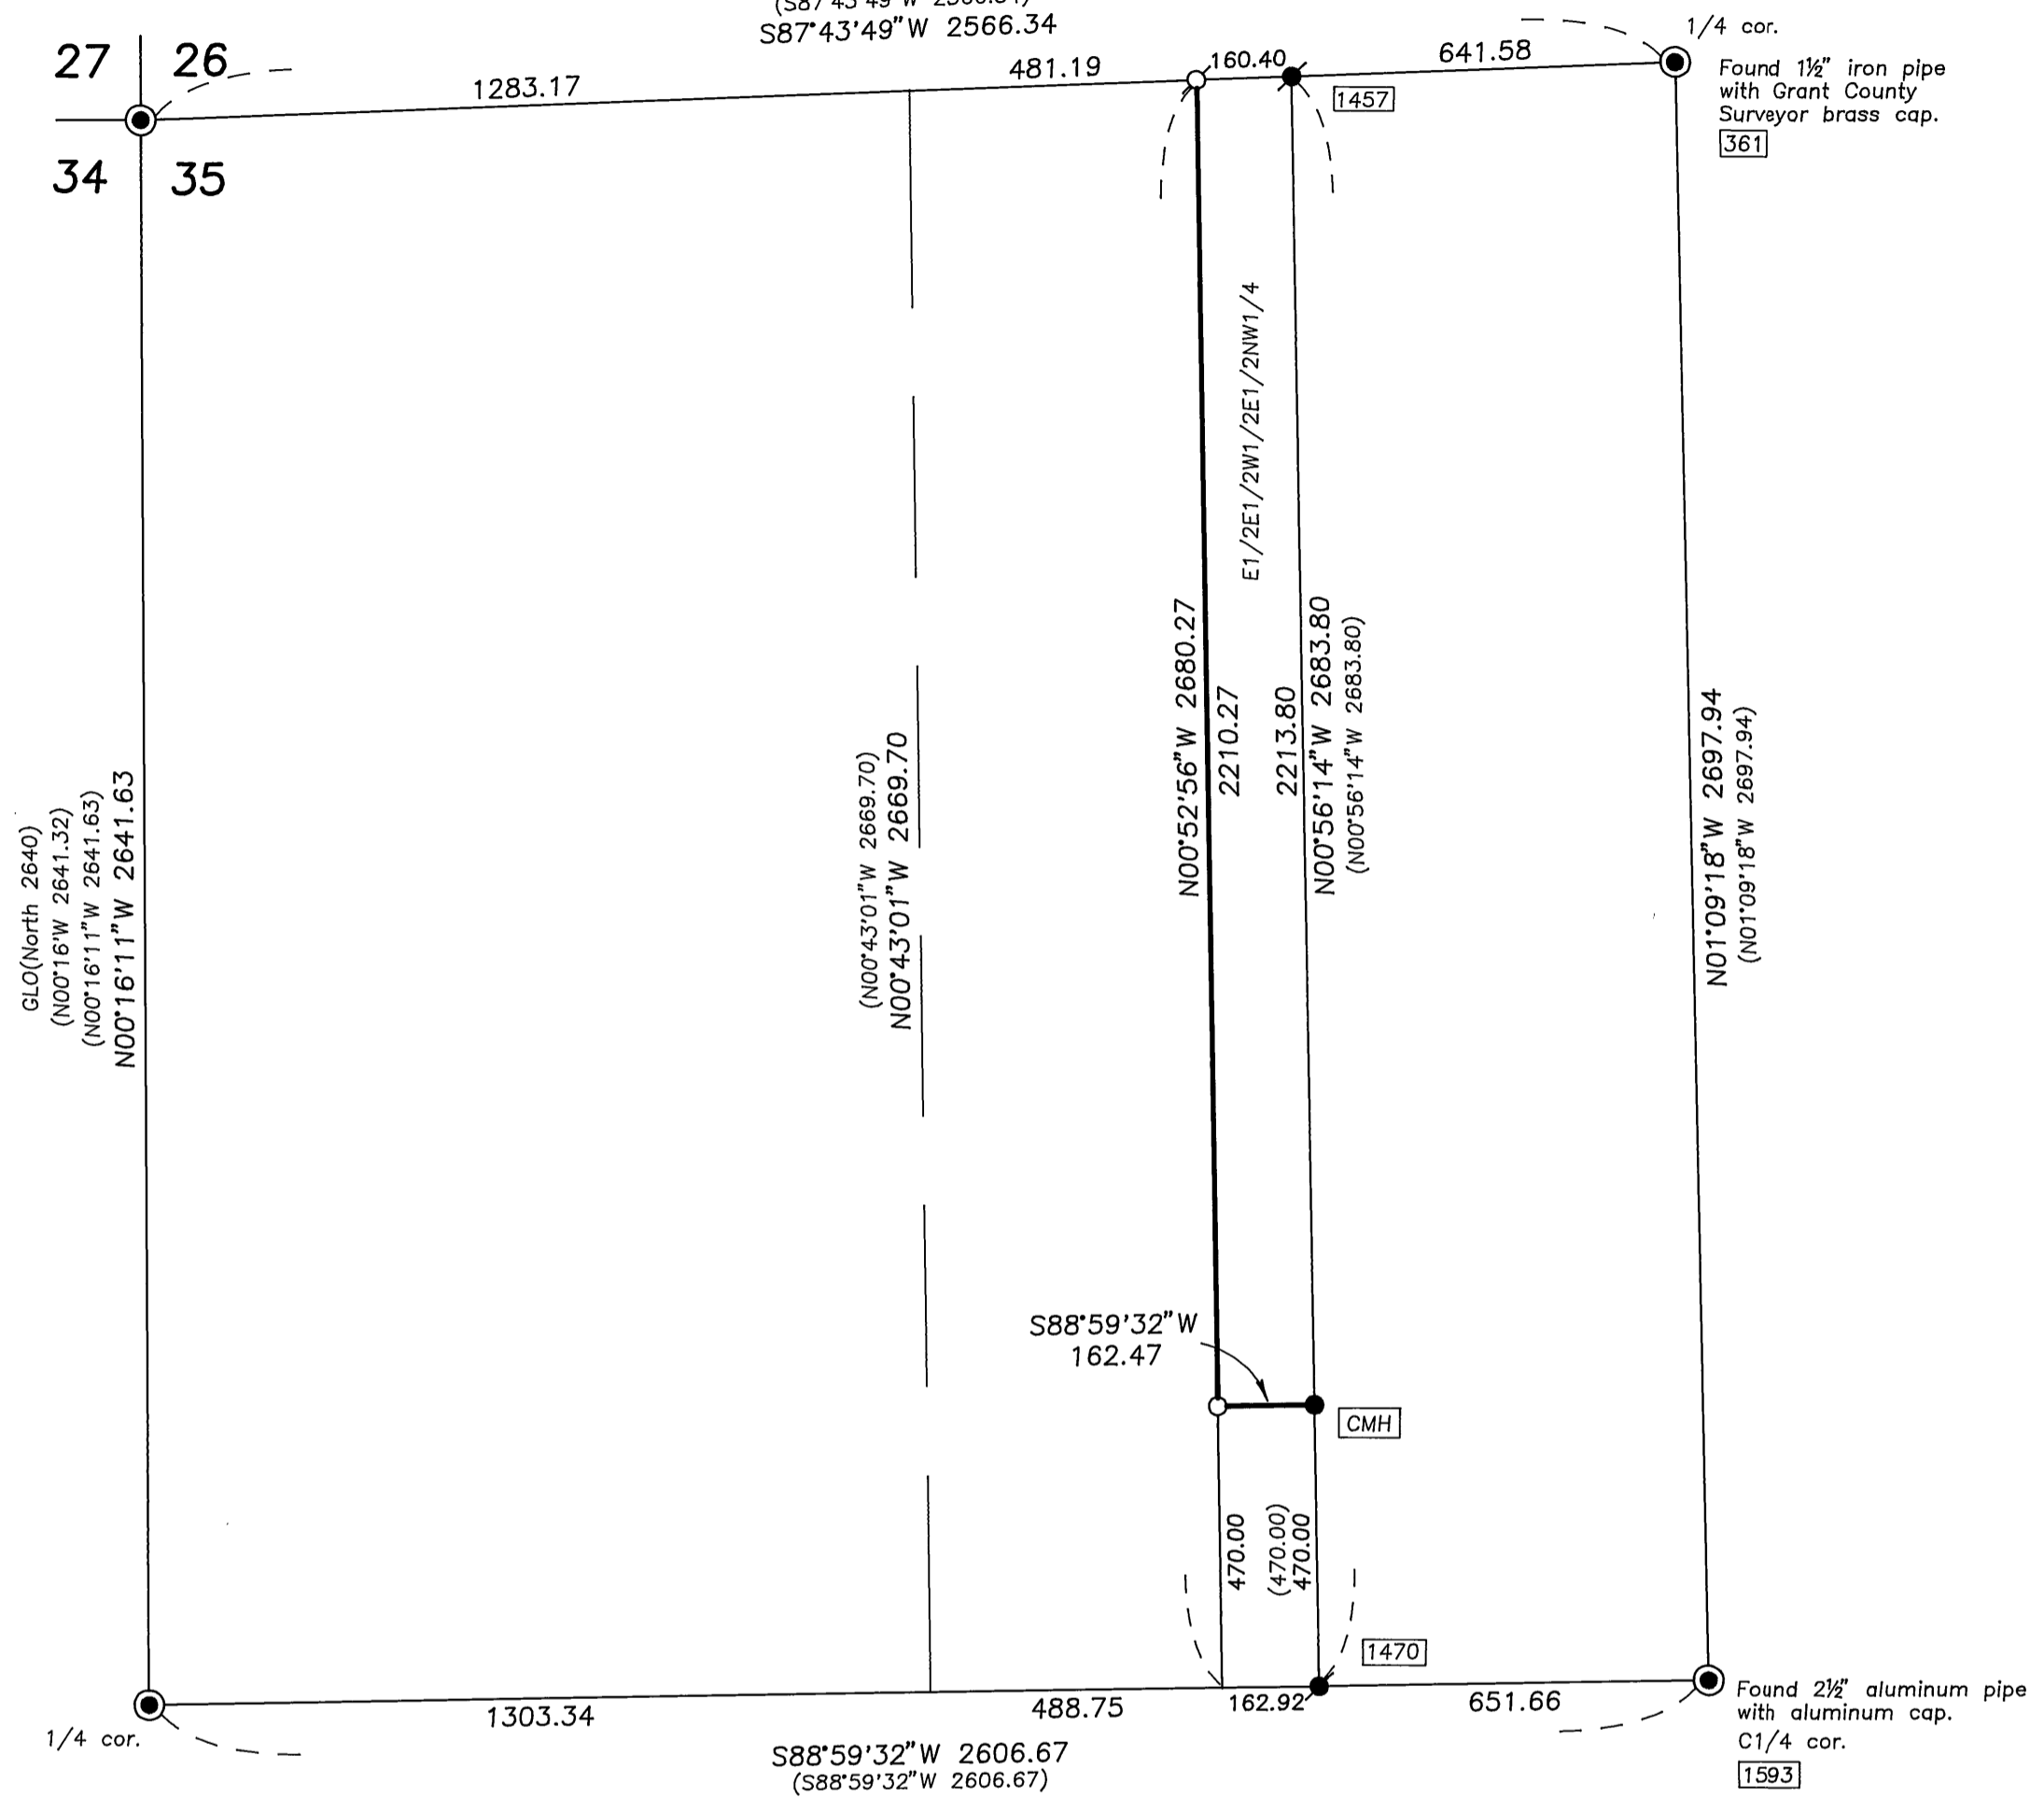 S87°43'49"W 2566.34
27 26
34 35
1283.17
481.19
160.40
641.58
1457
1/4 cor.
Found 1½" iron pipe
with Grant County
Surveyor brass cap.
361
E1/2E1/2W1/2E1/2NW1/4
GLO(North 2640)
(N00°16'W 2641.32)
(N00°16'11"W 2641.63)
N00°16'11"W 2641.63
(N00°43'01"W 2669.70)
N00°43'01"W 2669.70
N00°52'56"W 2680.27
2210.27
2213.80
N00°56'14"W 2683.80
(N00°56'14"W 2683.80)
N01°09'18"W 2697.94
(N01°09'18"W 2697.94)
S88°59'32"W
162.47
CMH
470.00
(470.00)
470.00
1470
1/4 cor.
1303.34
488.75
162.92
651.66
S88°59'32"W 2606.67
(S88°59'32"W 2606.67)
Found 2½" aluminum pipe
with aluminum cap.
C1/4 cor.
1593